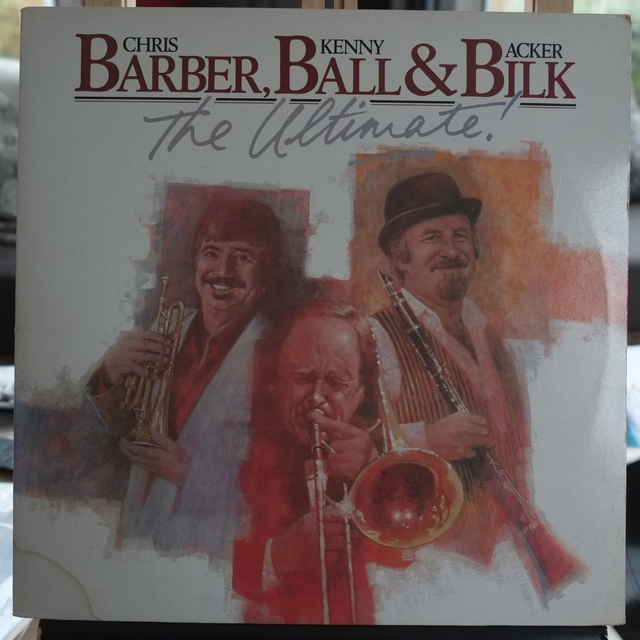 CHRIS KENNY ACKER
BARBER, BALL & BILK
The Ultimate!